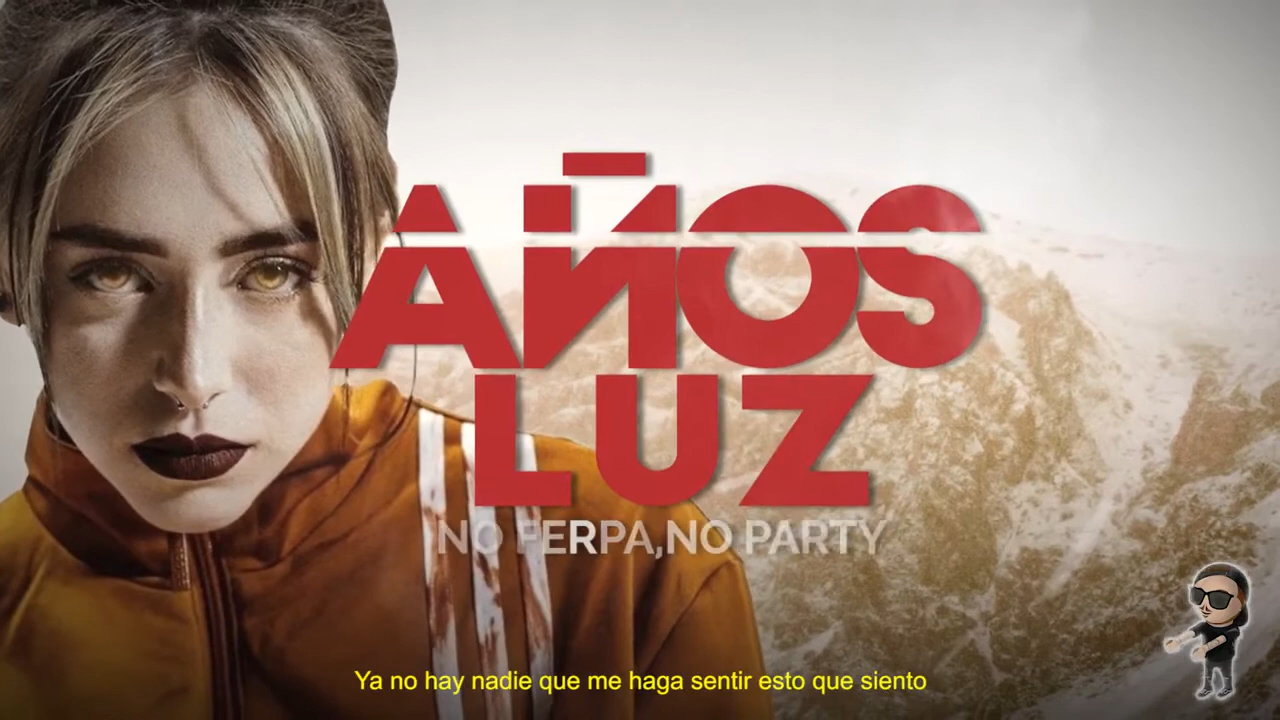 AÑOS
LUZ
NO FERPA,NO PARTY
Ya no hay nadie que me haga sentir esto que siento